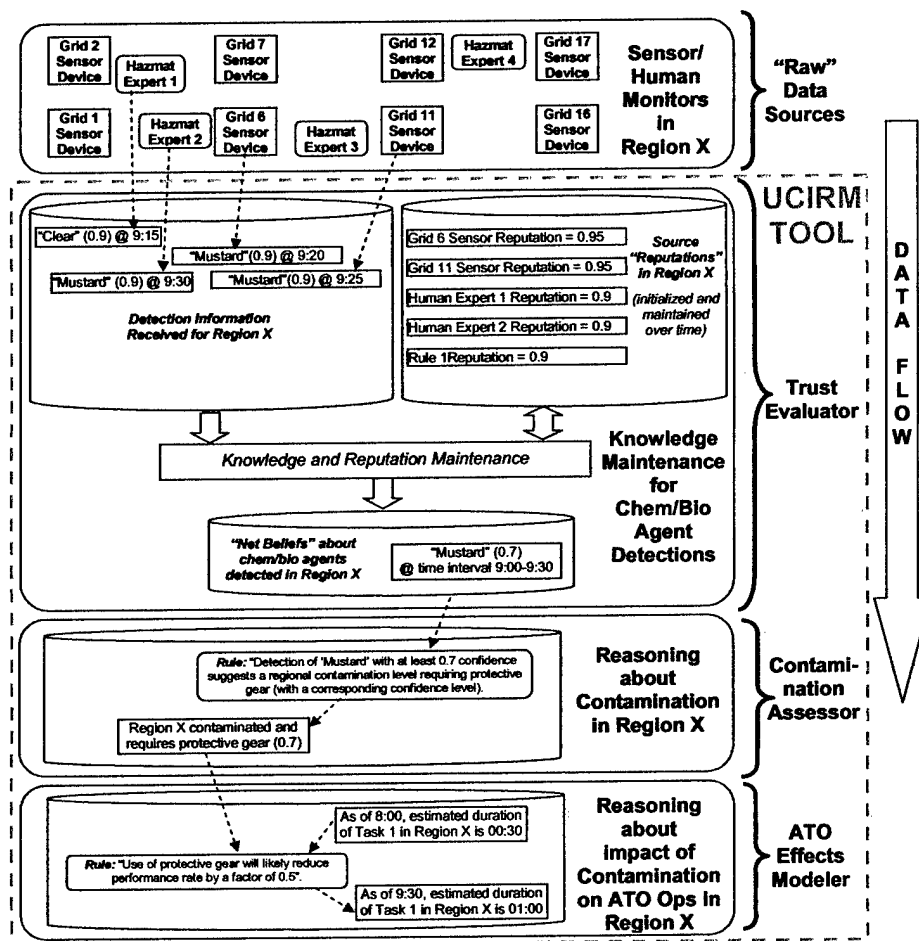 Grid 2
Sensor
Device
Hazmat
Expert 1
Grid 7
Sensor
Device
Grid 12
Sensor
Device
Hazmat
Expert 4
Grid 17
Sensor
Device
Grid 1
Sensor
Device
Hazmat
Expert 2
Grid 6
Sensor
Device
Hazmat
Expert 3
Grid 11
Sensor
Device
Grid 16
Sensor
Device
Sensor/
Human
Monitors
in
Region X
“Raw”
Data
Sources
UCIRM
TOOL
DATA FLOW
“Clear” (0.9) @ 9:15
“Mustard”(0.9) @ 9:20
“Mustard” (0.9) @ 9:30
“Mustard”(0.9) @ 9:25
Detection Information
Received for Region X
Grid 6 Sensor Reputation = 0.95
Grid 11 Sensor Reputation = 0.95
Human Expert 1 Reputation = 0.9
Human Expert 2 Reputation = 0.9
Rule 1Reputation = 0.9
Source
“Reputations”
in Region X
(initialized and
maintained
over time)
Trust
Evaluator
Knowledge and Reputation Maintenance
Knowledge
Maintenance
for
Chem/Bio
Agent
Detections
“Net Beliefs” about
chem/bio agents
detected in Region X
“Mustard” (0.7)
@ time interval 9:00-9:30
Rule: “Detection of ‘Mustard’ with at least 0.7 confidence
suggests a regional contamination level requiring protective
gear (with a corresponding confidence level).
Region X contaminated and
requires protective gear (0.7)
Reasoning
about
Contamination
in Region X
Contami-
nation
Assessor
As of 8:00, estimated duration
of Task 1 in Region X is 00:30
Rule: “Use of protective gear will likely reduce
performance rate by a factor of 0.5”.
As of 9:30, estimated duration
of Task 1 in Region X is 01:00
Reasoning
about
impact of
Contamination
on ATO Ops in
Region X
ATO
Effects
Modeler